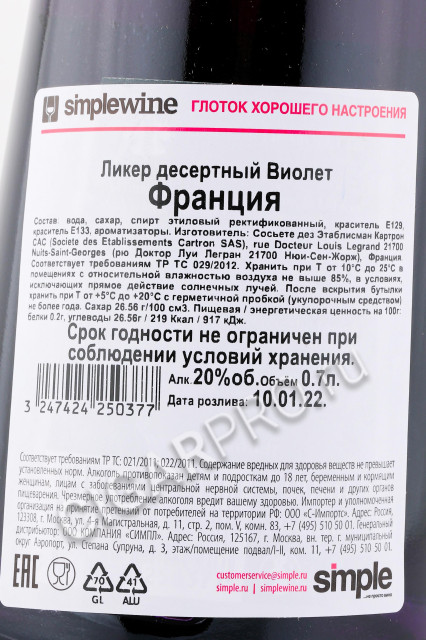 simplewine ГЛОТОК ХОРОШЕГО НАСТРОЕНИЯ
Ликер десертный Виолет
Франция
Состав: вода, сахар, спирт этиловый ректификованный, краситель Е129,
краситель Е133, ароматизаторы. Изготовитель: Сосьете дез Этаблисман Картрон
САС (Societe des Etablissements Cartron SAS), rue Docteur Louis Legrand 21700
Nuits-Saint-Georges (рю Доктор Луи Легран 21700 Нюи-Сен-Жорж), Франция.
Соответствует требованиям ТР ТС 029/2012. Хранить при Т от 10°С до 25°С в
помещениях с относительной влажностью воздуха не выше 85%, в условиях,
исключающих прямое действие солнечных лучей. После вскрытия бутылки
хранить при Т от +5°С до +20°С с герметичной пробкой (укупорочным средством)
не более года. Сахар 26.56 г/100 см3. Пищевая / энергетическая ценность на 100г:
белки 0.2г, углеводы 26.56г / 219 Ккал / 917 кДж.
Срок годности не ограничен при
соблюдении условий хранения.
Алк.20%об.Объём 0.7л.
Дата розлива: 10.01.22.
3 247424 250377
Соответствует требованиям ТР ТС: 021/2011, 022/2011. Содержание вредных для здоровья веществ не превышает
установленных норм. Алкоголь противопоказан детям и подросткам до 18 лет, беременным и кормящим
женщинам, лицам с заболеваниями центральной нервной системы, почек, печени и других органов
пищеварения. Чрезмерное употребление алкоголя вредит вашему здоровью. Импортер и уполномоченная
организация на принятие претензий от потребителей на территории РФ: ООО «С-Импорт». Адрес: Россия,
123308, г. Москва, ул. 4-я Магистральная, д. 11, стр. 2, пом. V, комн. 83, +7 (495) 510 50 01. Генеральный
дистрибьютор: ООО КОМПАНИЯ «СИМПЛ», Адрес: Россия, 125167, г. Москва, вн. тер. г. муниципальный
округ Аэропорт, ул. Степана Супруна, д. 3, этаж/помещение подвал/I-II, ком. 11, +7 (495) 510 50 01.
EAC 70 GL 41 ALU
customerservice@simple.ru
simple.ru | simplewine.ru
simple
...не просто вино
CIGARPRO.RU